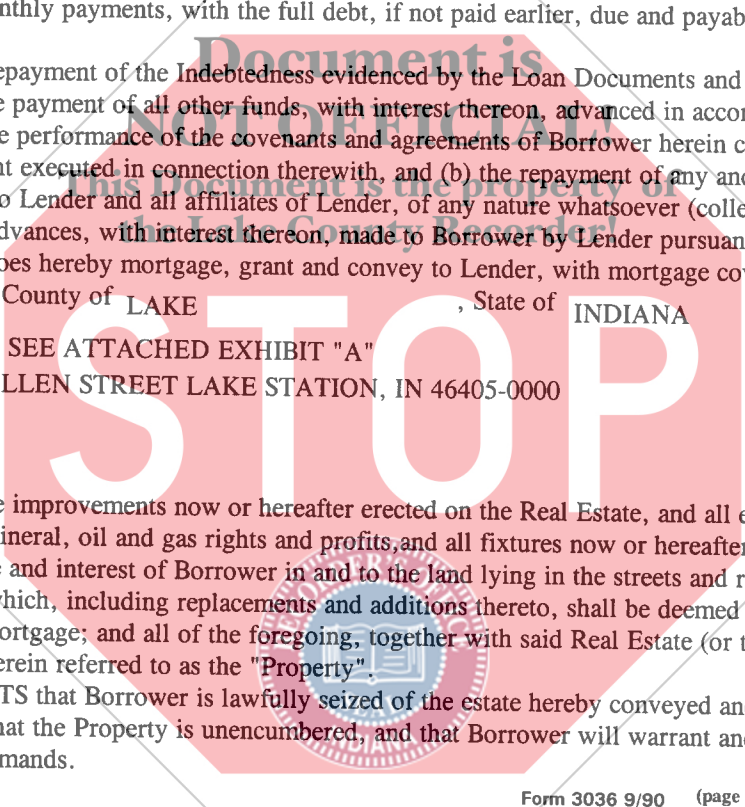 nthly payments, with the full debt, if not paid earlier, due and payab
Document is
epayment of the Indebtedness evidenced by the Loan Documents and
e payment of all other funds, with interest thereon, advanced in accor
NOT OFFICIAL!
e performance of the covenants and agreements of Borrower herein c
nt executed in connection therewith, and (b) the repayment of any and
This Document is the property of
o Lender and all affiliates of Lender, of any nature whatsoever (colle
the Lake County Recorder!
dvances, with interest thereon, made to Borrower by Lender pursuan
oes hereby mortgage, grant and convey to Lender, with mortgage cov
County of LAKE , State of INDIANA
STOP
SEE ATTACHED EXHIBIT "A"
LLEN STREET LAKE STATION, IN 46405-0000
e improvements now or hereafter erected on the Real Estate, and all e
ineral, oil and gas rights and profits,and all fixtures now or hereafter
e and interest of Borrower in and to the land lying in the streets and r
which, including replacements and additions thereto, shall be deemed
ortgage; and all of the foregoing, together with said Real Estate (or t
erein referred to as the "Property".
TS that Borrower is lawfully seized of the estate hereby conveyed and
hat the Property is unencumbered, and that Borrower will warrant and
mands.
SEAL
INDIANA
Form 3036 9/90 (page